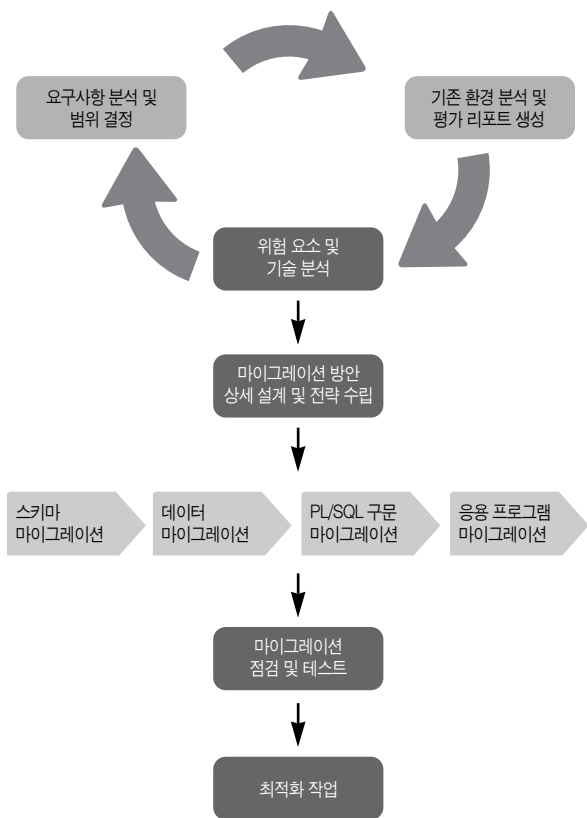 요구사항 분석 및
범위 결정
기존 환경 분석 및
평가 리포트 생성
위험 요소 및
기술 분석
마이그레이션 방안
상세 설계 및 전략 수립
스키마
마이그레이션
데이터
마이그레이션
PL/SQL 구문
마이그레이션
응용 프로그램
마이그레이션
마이그레이션
점검 및 테스트
최적화 작업